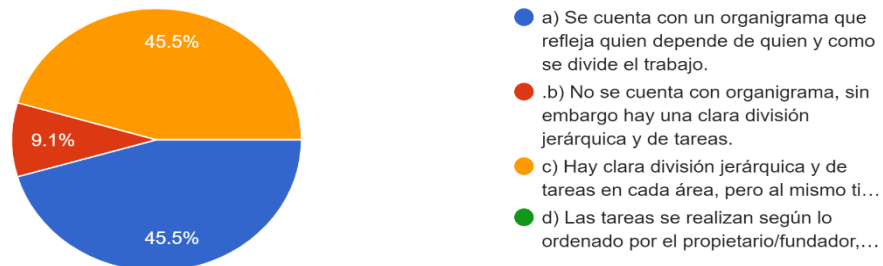 45.5%
9.1%
45.5%
a) Se cuenta con un organigrama que
refleja quien depende de quien y como
se divide el trabajo.
.b) No se cuenta con organigrama, sin
embargo hay una clara división
jerárquica y de tareas.
c) Hay clara división jerárquica y de
tareas en cada área, pero al mismo ti…
d) Las tareas se realizan según lo
ordenado por el propietario/fundador,…